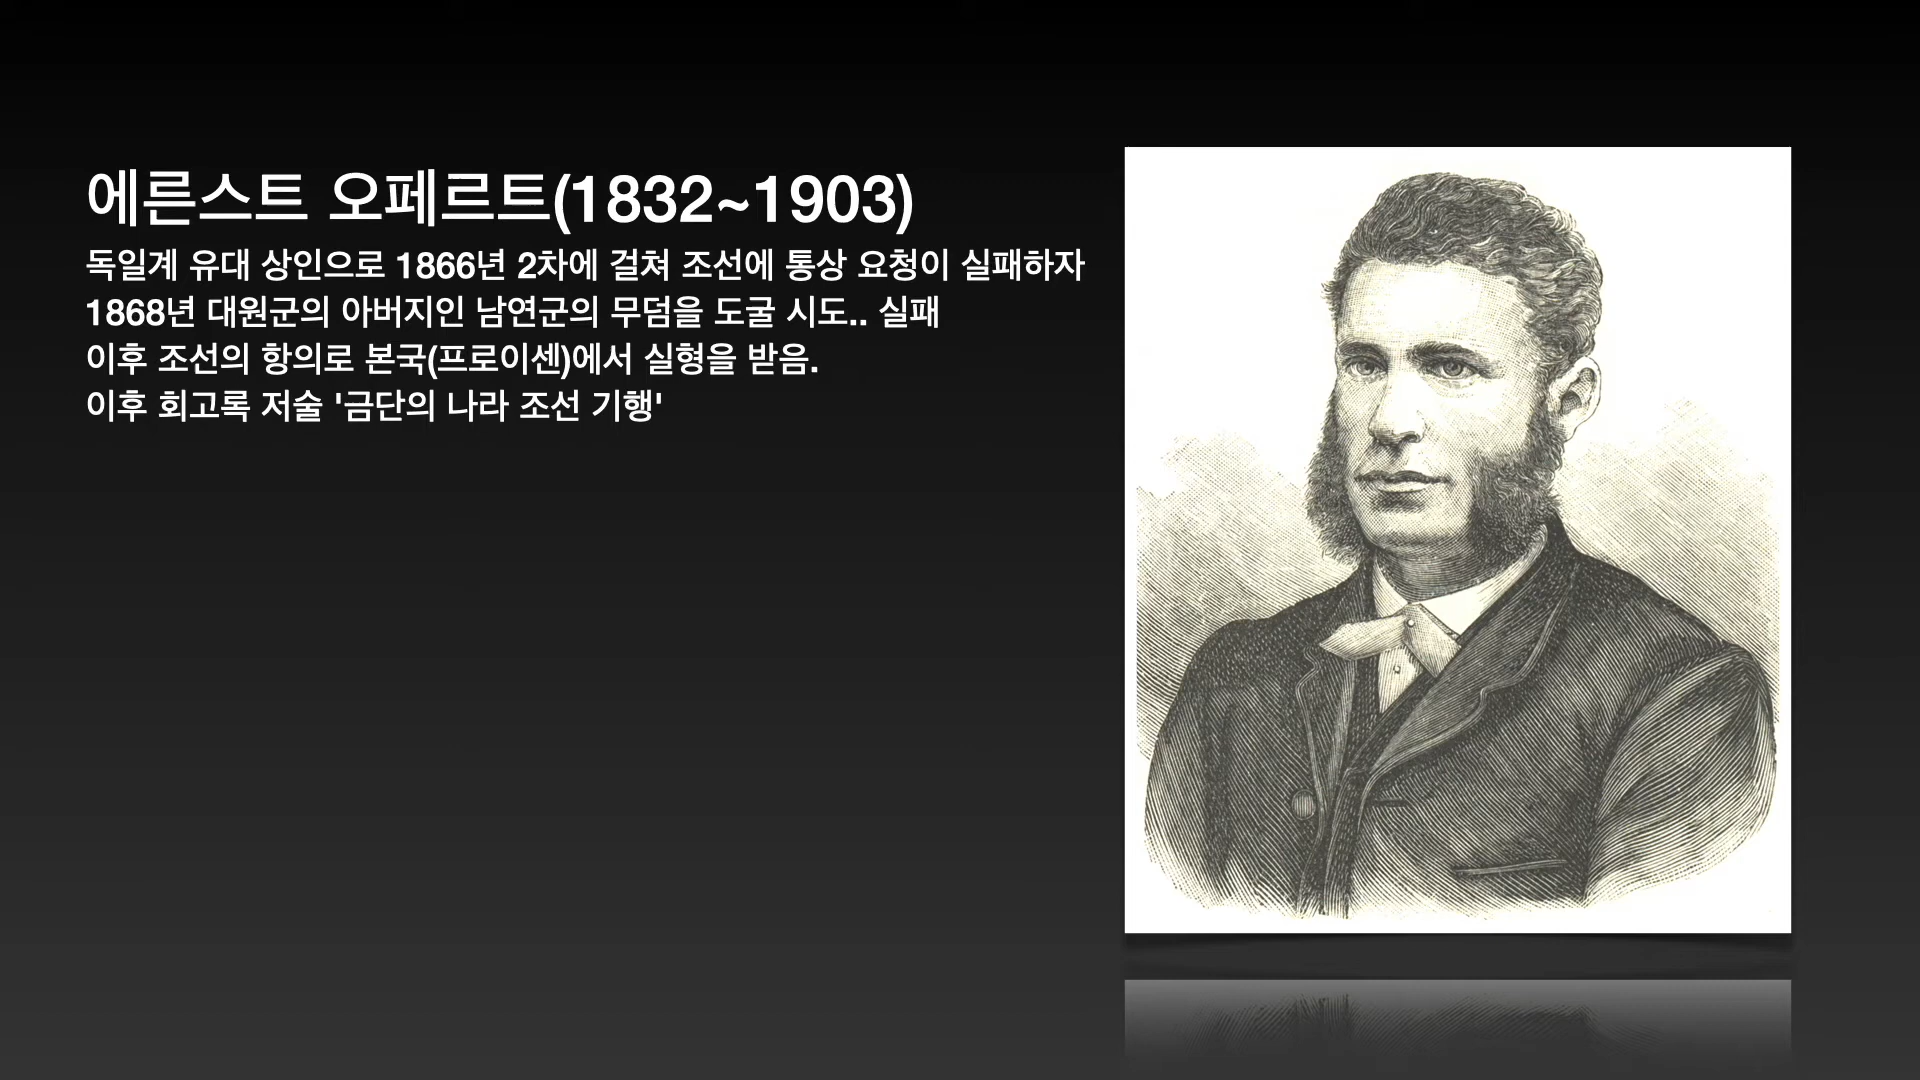 에른스트 오페르트(1832~1903)
독일계 유대 상인으로 1866년 2차에 걸쳐 조선에 통상 요청이 실패하자
1868년 대원군의 아버지인 남연군의 무덤을 도굴 시도.. 실패
이후 조선의 항의로 본국(프로이센)에서 실형을 받음.
이후 회고록 저술 '금단의 나라 조선 기행'